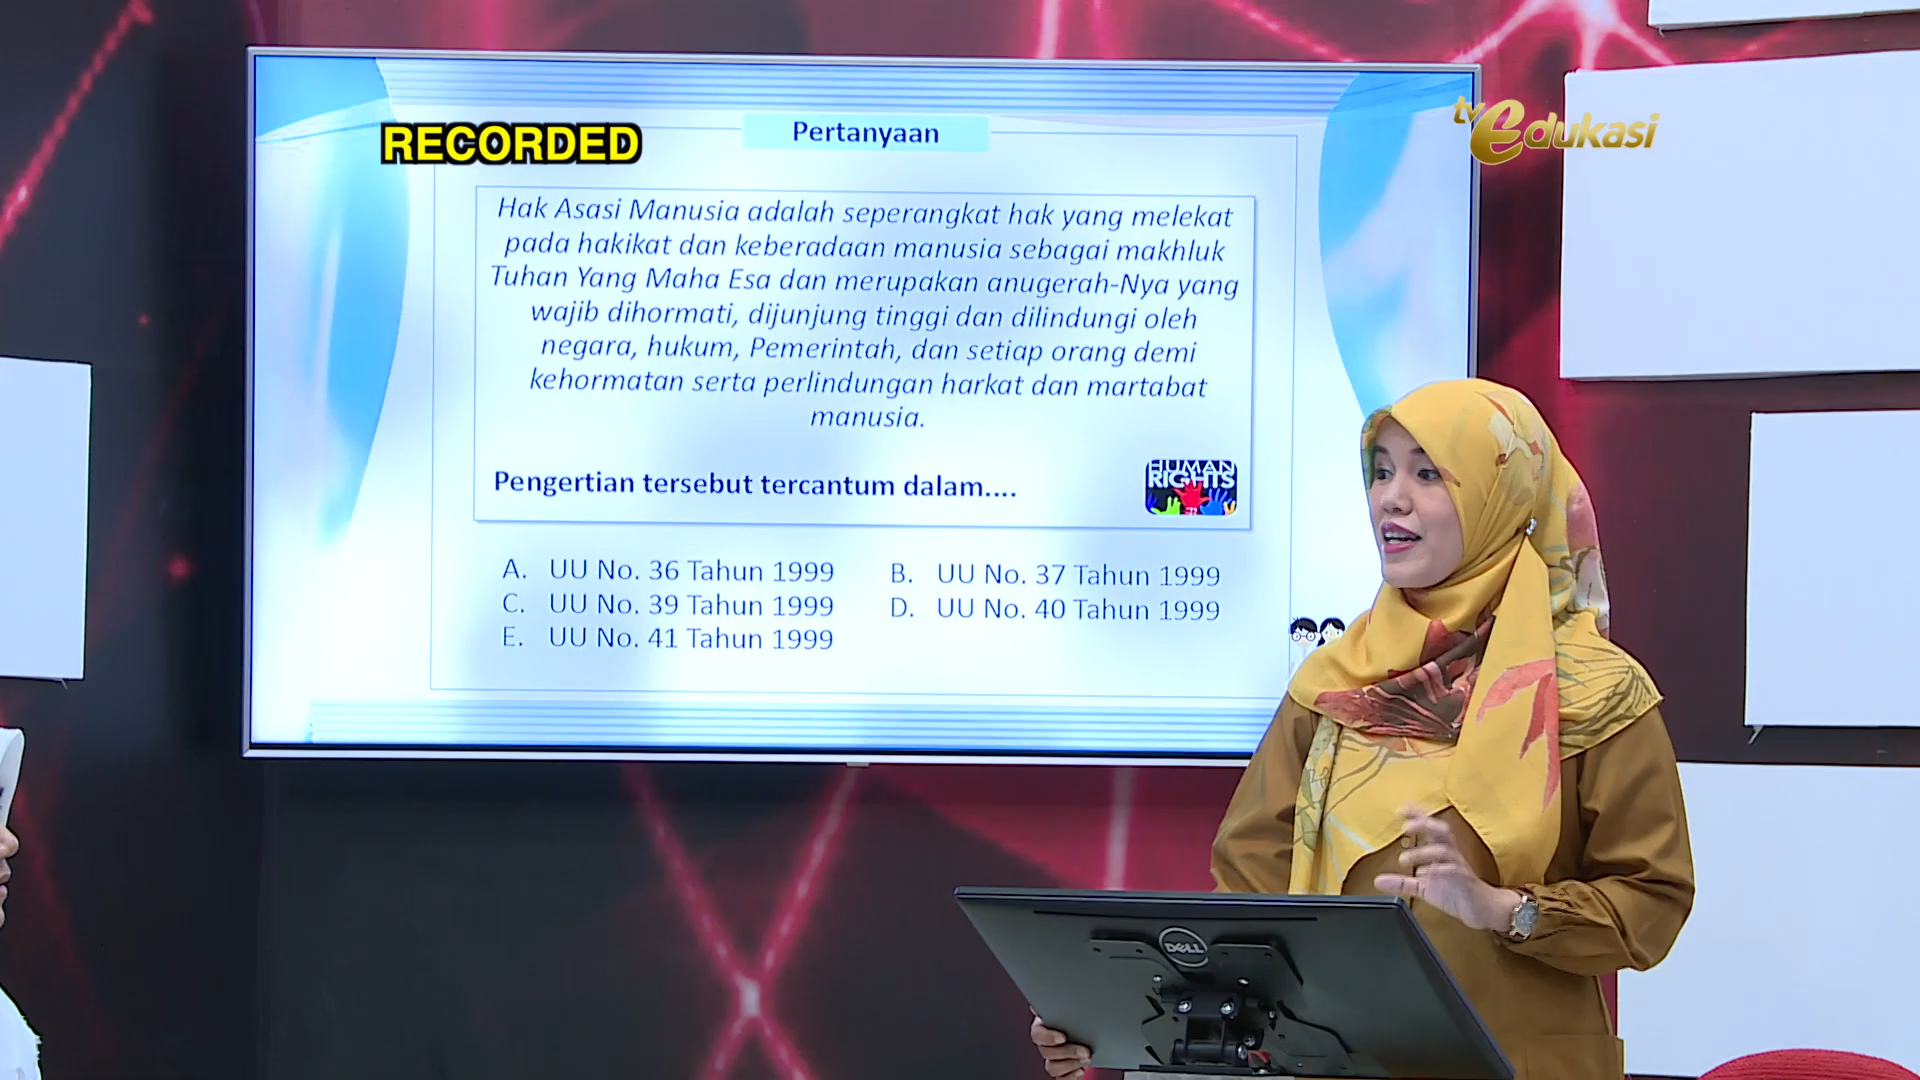 RECORDED
Pertanyaan
tv edukasi
Hak Asasi Manusia adalah seperangkat hak yang melekat
pada hakikat dan keberadaan manusia sebagai makhluk
Tuhan Yang Maha Esa dan merupakan anugerah-Nya yang
wajib dihormati, dijunjung tinggi dan dilindungi oleh
negara, hukum, Pemerintah, dan setiap orang demi
kehormatan serta perlindungan harkat dan martabat
manusia.
Pengertian tersebut tercantum dalam....
HUMAN
RIGHTS
A. UU No. 36 Tahun 1999 B. UU No. 37 Tahun 1999
C. UU No. 39 Tahun 1999 D. UU No. 40 Tahun 1999
E. UU No. 41 Tahun 1999
DELL